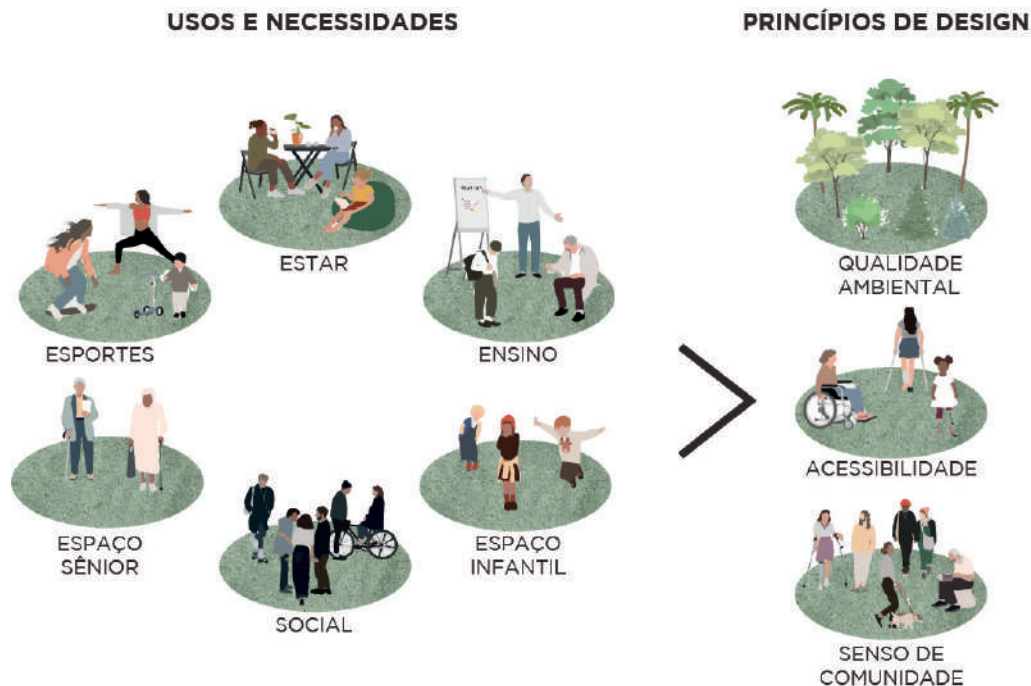 USOS E NECESSIDADES
ESTAR
ESPORTES
ENSINO
ESPAÇO
SÊNIOR
SOCIAL
ESPAÇO
INFANTIL
PRINCÍPIOS DE DESIGN
QUALIDADE
AMBIENTAL
ACESSIBILIDADE
SENSO DE
COMUNIDADE